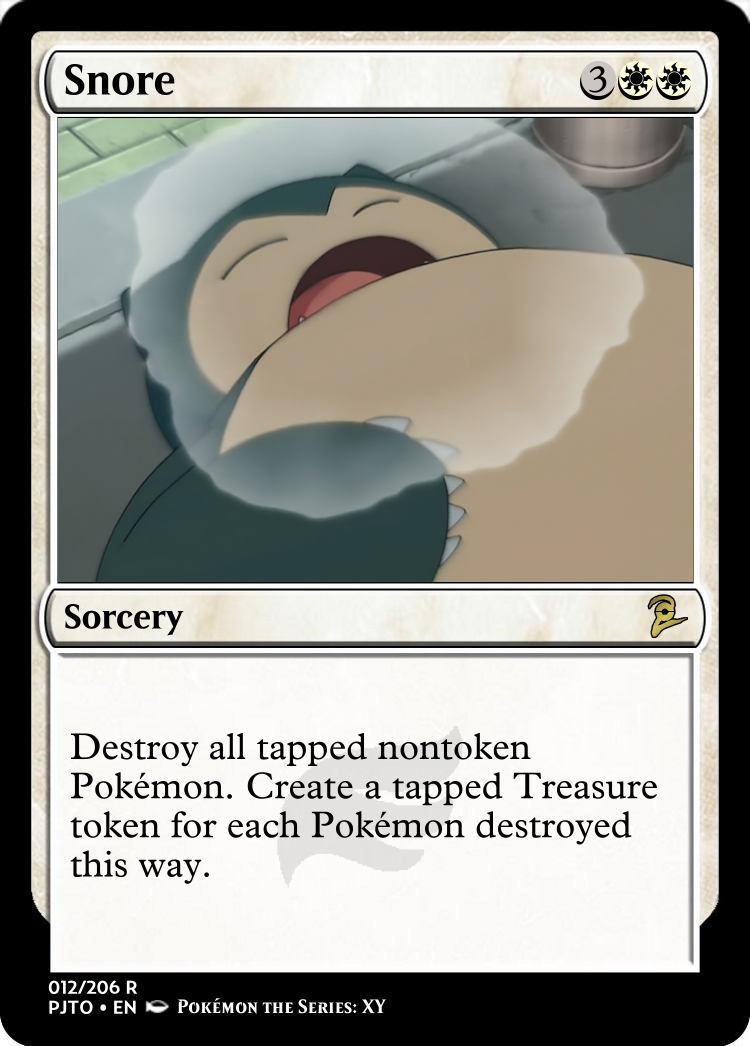 Snore 3
Sorcery
Destroy all tapped nontoken
Pokémon. Create a tapped Treasure
token for each Pokémon destroyed
this way.
012/206 R
PJTO • EN Pokémon the Series: XY